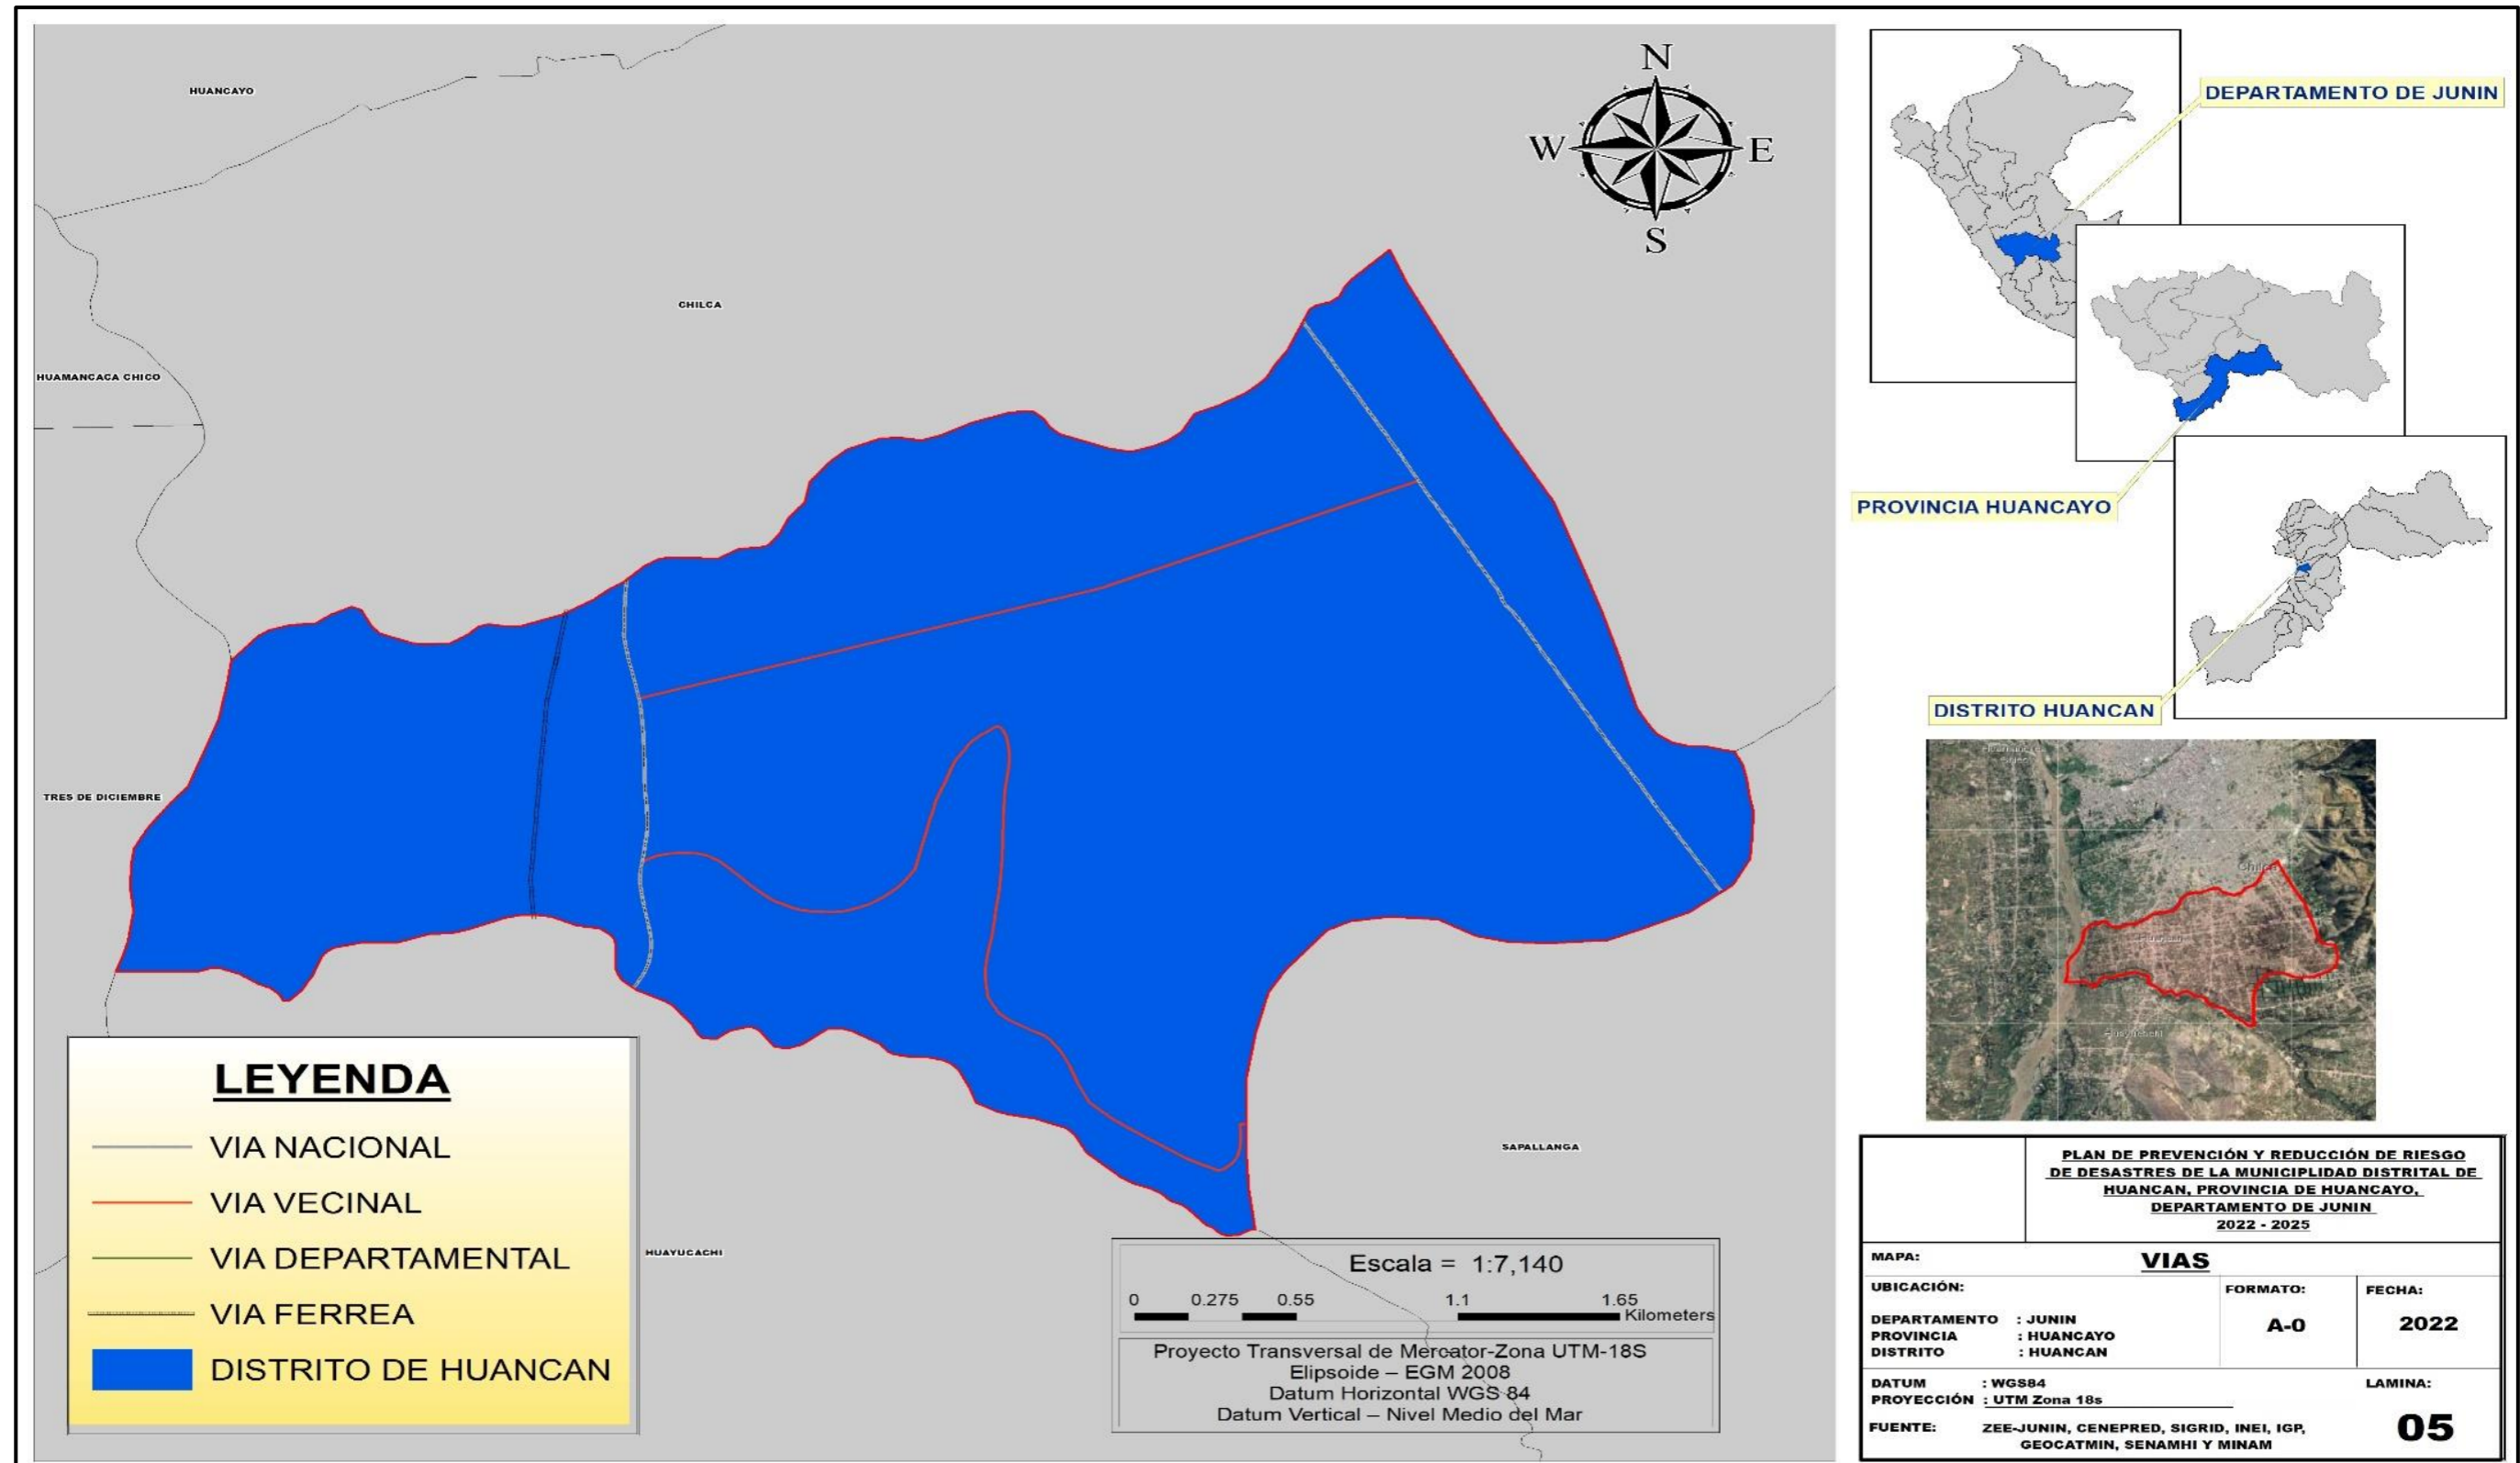 HUANCAYO
CHILCA
HUAMANCACA CHICO
TRES DE DICIEMBRE
SAPALLANGA
HUAYUCACHI
N
W
E
S
LEYENDA
VIA NACIONAL
VIA VECINAL
VIA DEPARTAMENTAL
VIA FERREA
DISTRITO DE HUANCAN
Escala = 1:7,140
0 0.275 0.55 1.1 1.65
Kilometers
Proyecto Transversal de Mercator-Zona UTM-18S
Elipsoide – EGM 2008
Datum Horizontal WGS 84
Datum Vertical – Nivel Medio del Mar
DEPARTAMENTO DE JUNIN
PROVINCIA HUANCAYO
DISTRITO HUANCAN
Chilca
PLAN DE PREVENCIÓN Y REDUCCIÓN DE RIESGO
DE DESASTRES DE LA MUNICIPLIDAD DISTRITAL DE
HUANCAN, PROVINCIA DE HUANCAYO,
DEPARTAMENTO DE JUNIN
2022 - 2025
MAPA: VIAS
UBICACIÓN:
DEPARTAMENTO : JUNIN
PROVINCIA : HUANCAYO
DISTRITO : HUANCAN
FORMATO:
A-0
FECHA:
2022
DATUM : WGS84
PROYECCIÓN : UTM Zona 18s
FUENTE: ZEE-JUNIN, CENEPRED, SIGRID, INEI, IGP,
GEOCATMIN, SENAMHI Y MINAM
LAMINA:
05